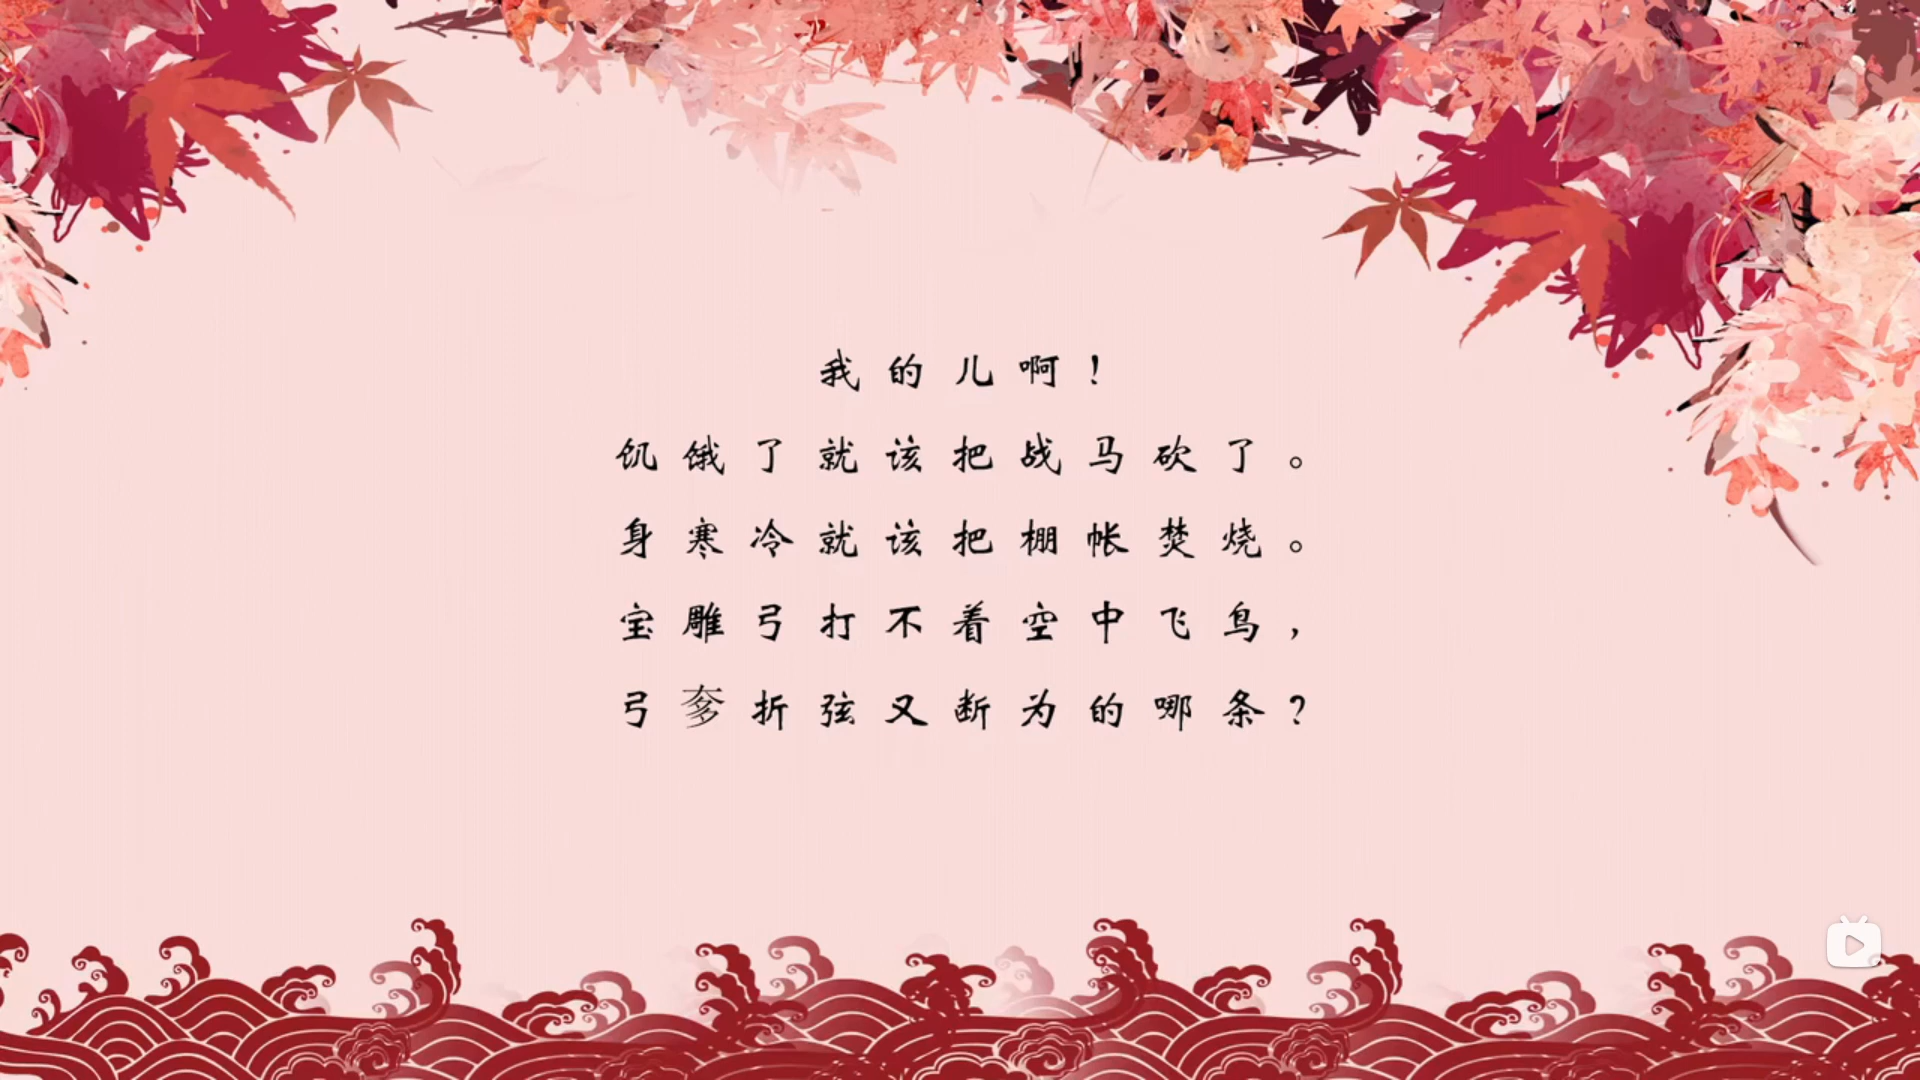 我的儿啊!
饥饿了就该把战马砍了。
身寒冷就该把棚帐焚烧。
宝雕弓打不着空中飞鸟,
弓奓折弦又断为的哪条?